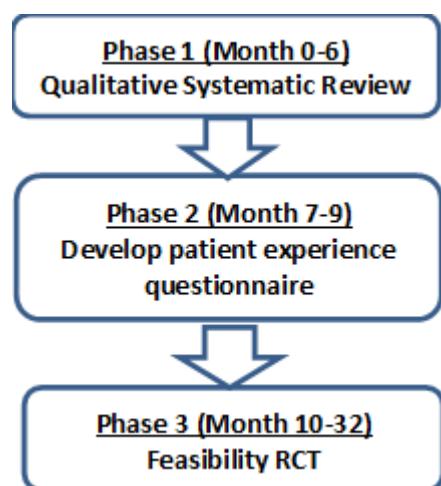 Phase 1 (Month 0-6)
Qualitative Systematic Review
Phase 2 (Month 7-9)
Develop patient experience
questionnaire
Phase 3 (Month 10-32)
Feasibility RCT